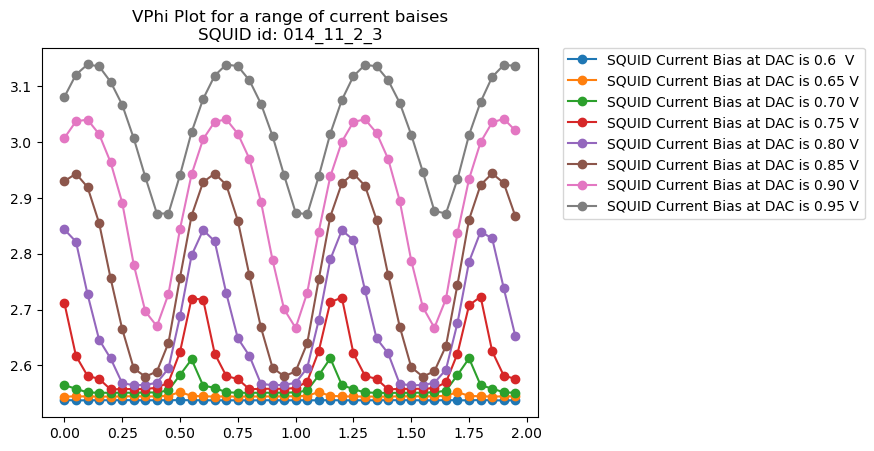 VPhi Plot for a range of current baises
SQUID id: 014_11_2_3
3.1
3.0
2.9
2.8
2.7
2.6
0.00 0.25 0.50 0.75 1.00 1.25 1.50 1.75 2.00
SQUID Current Bias at DAC is 0.6  V
SQUID Current Bias at DAC is 0.65 V
SQUID Current Bias at DAC is 0.70 V
SQUID Current Bias at DAC is 0.75 V
SQUID Current Bias at DAC is 0.80 V
SQUID Current Bias at DAC is 0.85 V
SQUID Current Bias at DAC is 0.90 V
SQUID Current Bias at DAC is 0.95 V